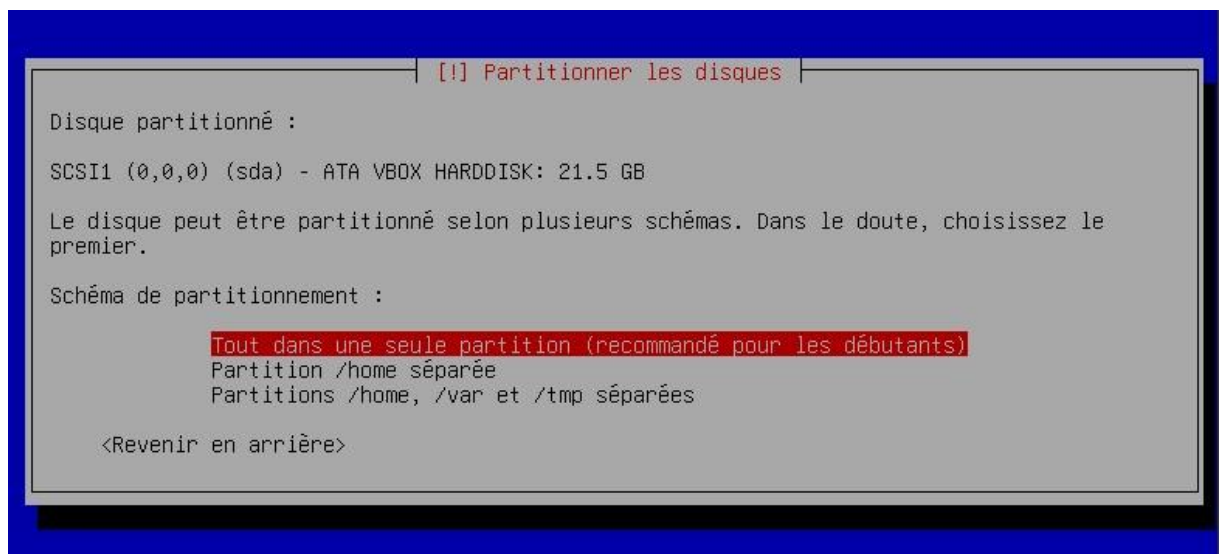 [!] Partitionner les disques
Disque partitionné :
SCSI1 (0,0,0) (sda) - ATA VBOX HARDDISK: 21.5 GB
Le disque peut être partitionné selon plusieurs schémas. Dans le doute, choisissez le
premier.
Schéma de partitionnement :
Tout dans une seule partition (recommandé pour les débutants)
Partition /home séparée
Partitions /home, /var et /tmp séparées
<Revenir en arrière>